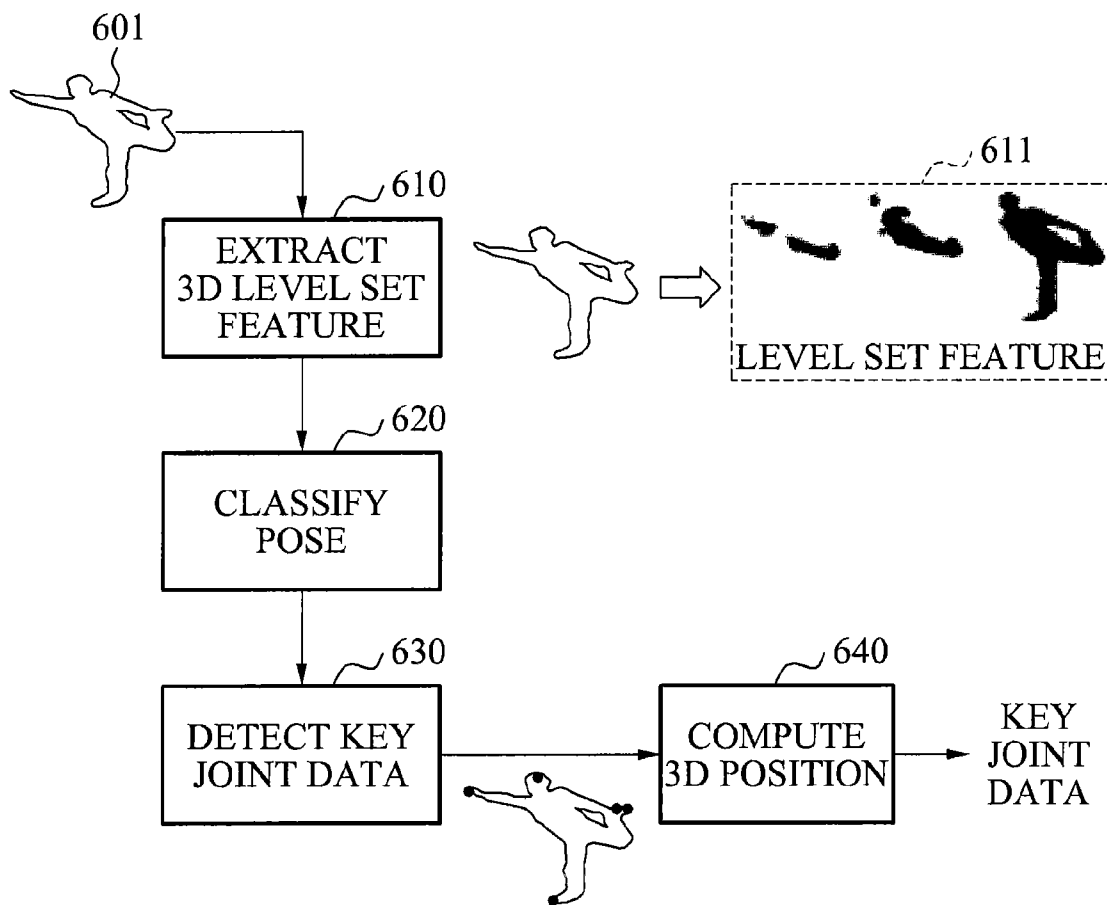 601
610
EXTRACT
3D LEVEL SET
FEATURE
611
LEVEL SET FEATURE
620
CLASSIFY
POSE
630
DETECT KEY
JOINT DATA
640
COMPUTE
3D POSITION
KEY
JOINT
DATA